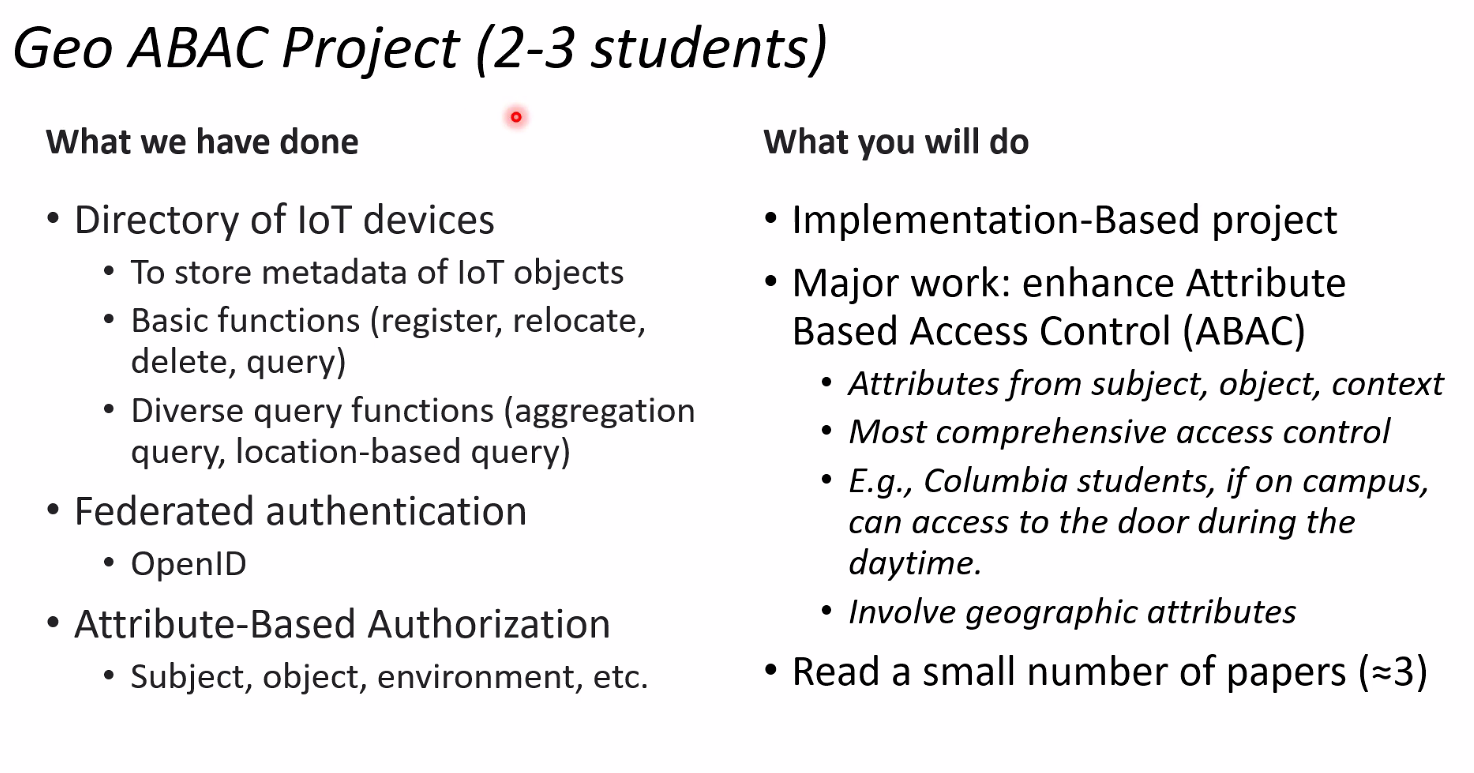 Geo ABAC Project (2-3 students)
What we have done
• Directory of IoT devices
• To store metadata of IoT objects
• Basic functions (register, relocate,
delete, query)
• Diverse query functions (aggregation
query, location-based query)
• Federated authentication
• OpenID
• Attribute-Based Authorization
• Subject, object, environment, etc.
What you will do
• Implementation-Based project
• Major work: enhance Attribute
Based Access Control (ABAC)
• Attributes from subject, object, context
• Most comprehensive access control
• E.g., Columbia students, if on campus,
can access to the door during the
daytime.
• Involve geographic attributes
• Read a small number of papers (≈3)